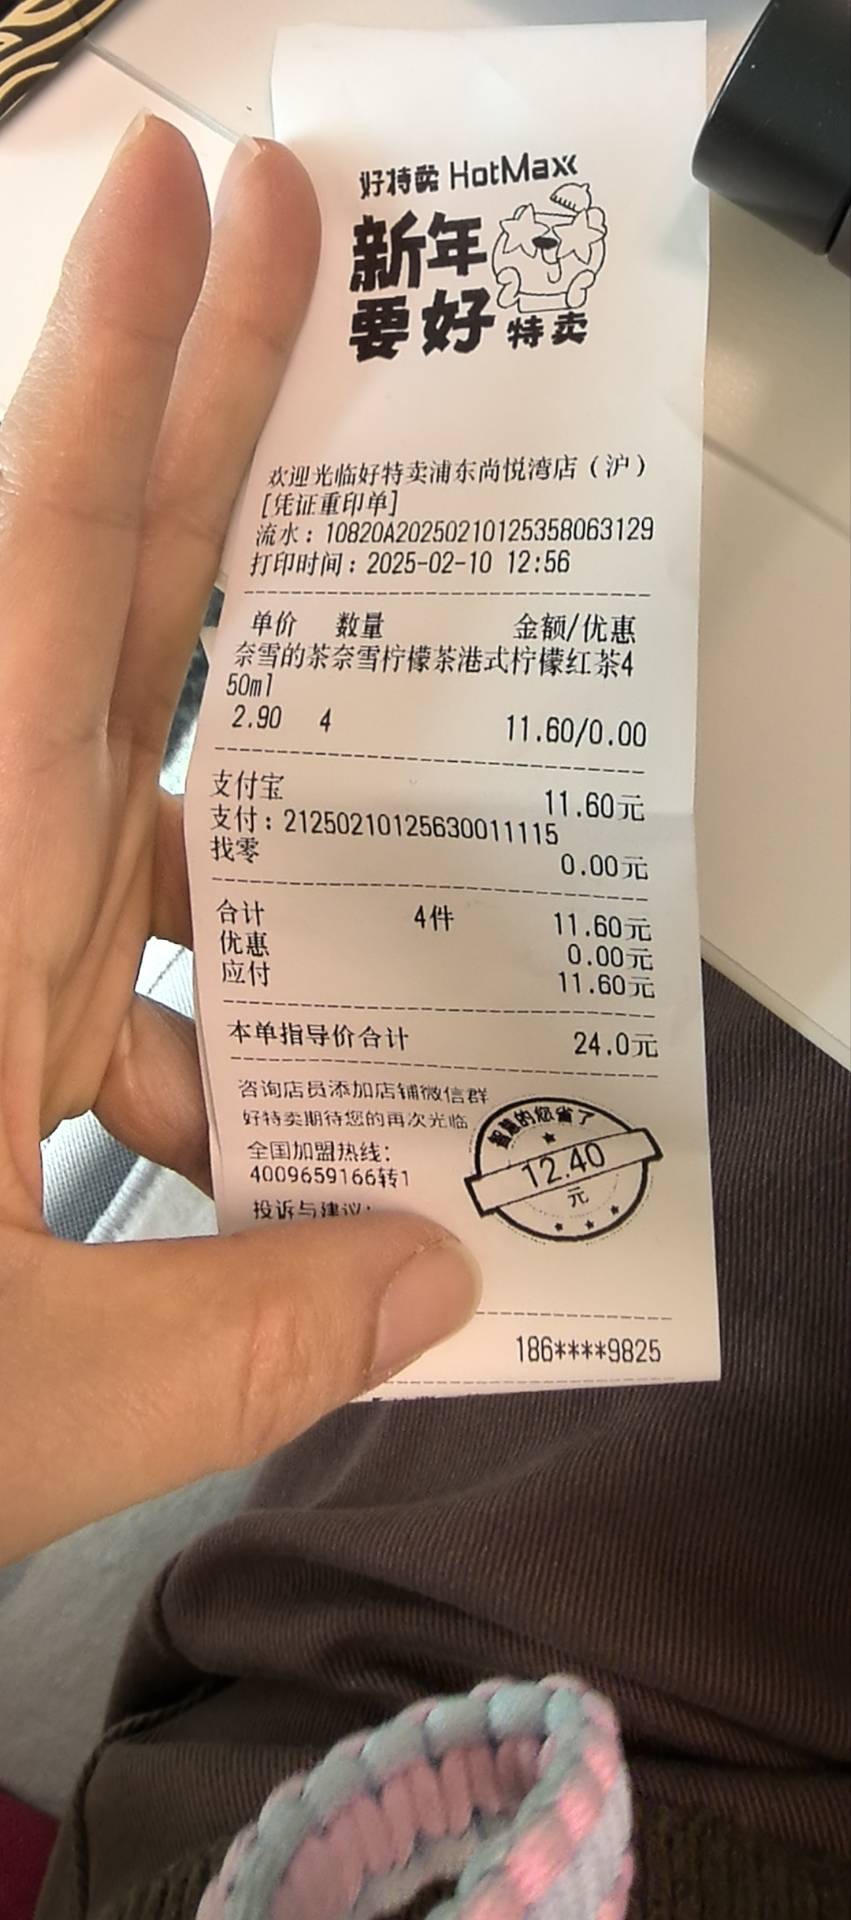 好特卖 HotMaxx
新年
要好特卖
欢迎光临好特卖浦东尚悦湾店（沪）
[凭证重印单]
流水：10820A20250210125358063129
打印时间：2025-02-10 12:56
单价 数量 金额/优惠
奈雪的茶奈雪柠檬茶港式柠檬红茶4
50ml
2.90 4 11.60/0.00
支付宝 11.60元
支付：21250210125630011115
找零 0.00元
合计 4件 11.60元
优惠 0.00元
应付 11.60元
本单指导价合计 24.0元
咨询店员添加店铺微信群
好特卖期待您的再次光临
全国加盟热线：
4009659166转1
投诉与建议：
智慧的您省了
12.40
元
186****9825